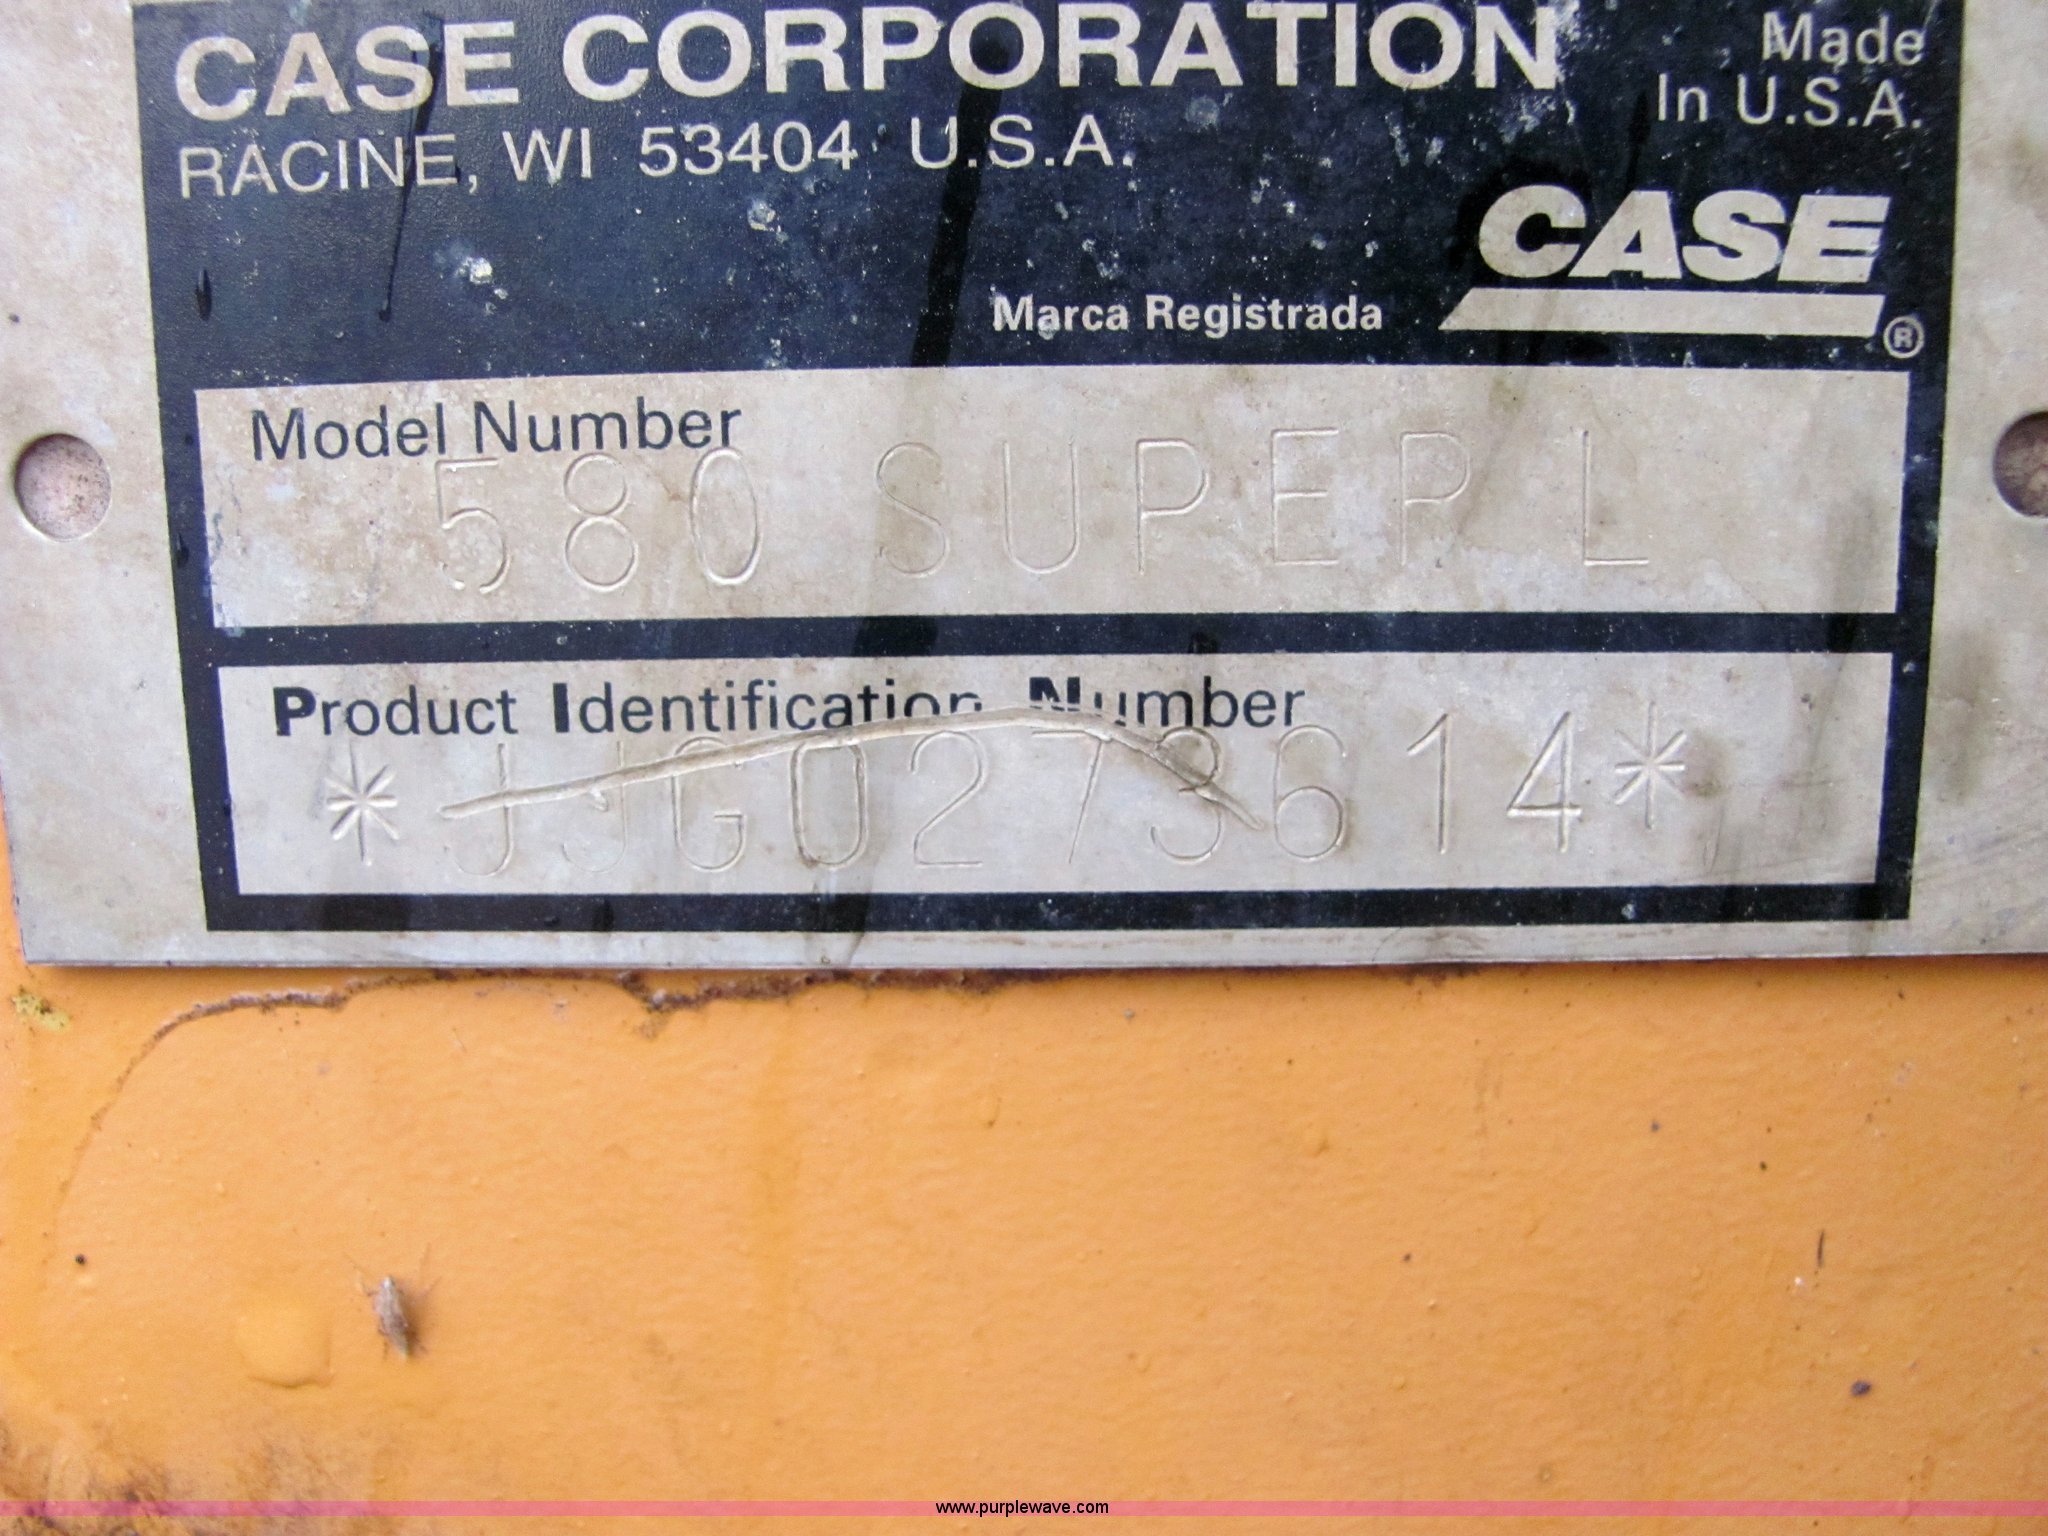 CASE CORPORATION
RACINE, WI 53404 U.S.A.
Made
In U.S.A.
CASE
Marca Registrada
®
Model Number
580 SUPER L
Product Identification Number
*JJG0273614*
www.purplewave.com